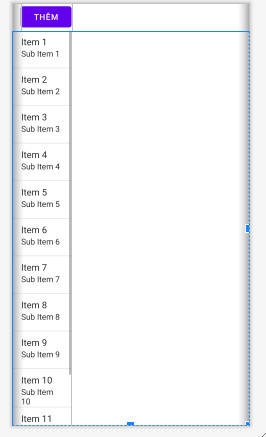 THÊM
Item 1
Sub Item 1
Item 2
Sub Item 2
Item 3
Sub Item 3
Item 4
Sub Item 4
Item 5
Sub Item 5
Item 6
Sub Item 6
Item 7
Sub Item 7
Item 8
Sub Item 8
Item 9
Sub Item 9
Item 10
Sub Item
10
Item 11